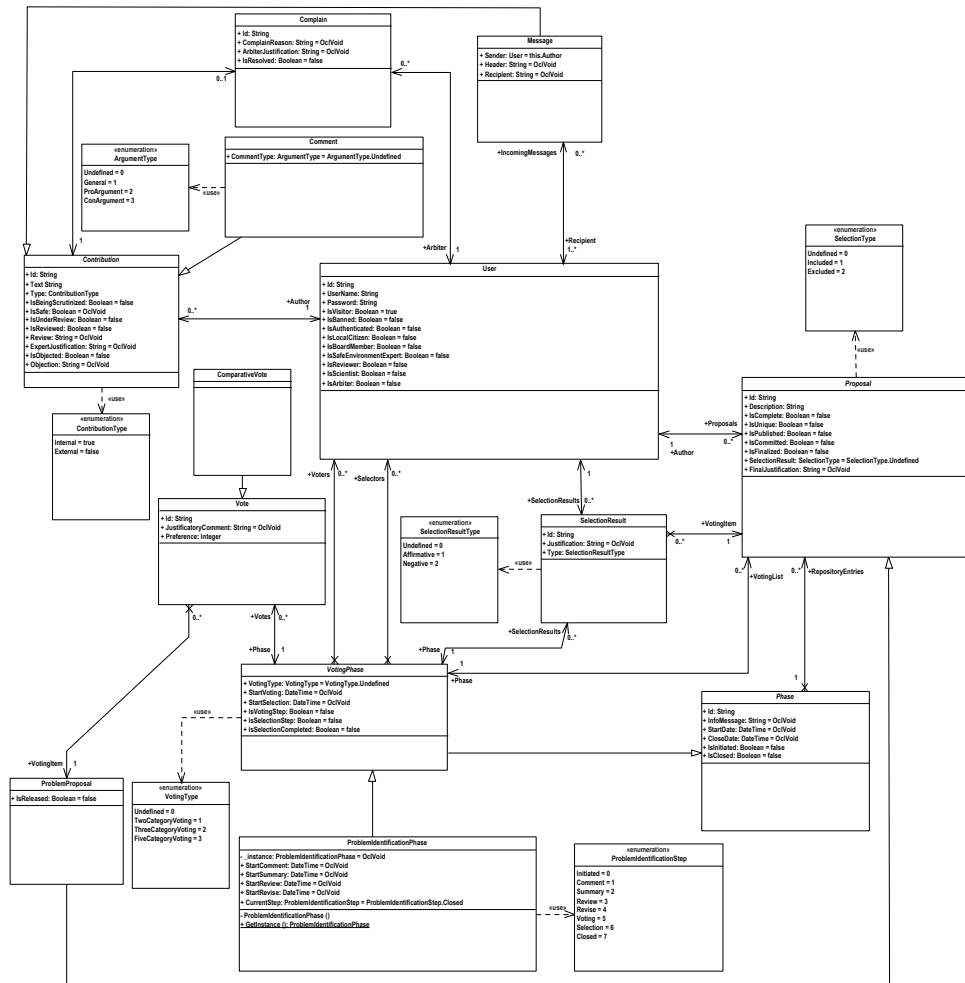 Complain
+ Id: String
+ ComplainReason: String = OclVoid
+ ArbiterJustification: String = OclVoid
+ IsResolved: Boolean = false
0..1
0..*
Message
+ Sender: User = this.Author
+ Header: String = OclVoid
+ Recipient: String = OclVoid
+IncomingMessages
0..*
«enumeration»
ArgumentType
Undefined = 0
General = 1
ProArgument = 2
ConArgument = 3
«use»
Comment
+ CommentType: ArgumentType = ArgumentType.Undefined
1
+Arbiter
1
+Recipient
1..*
«enumeration»
SelectionType
Undefined = 0
Included = 1
Excluded = 2
«use»
Contribution
+ Id: String
+ Text String
+ Type: ContributionType
+ IsBeingScrutinized: Boolean = false
+ IsSafe: Boolean = OclVoid
+ IsUnderReview: Boolean = false
+ IsReviewed: Boolean = false
+ Review: String = OclVoid
+ ExpertJustification: String = OclVoid
+ IsObjected: Boolean = false
+ Objection: String = OclVoid
0..*
+Author
1
User
+ Id: String
+ UserName: String
+ Password: String
+ IsVisitor: Boolean = true
+ IsBanned: Boolean = false
+ IsAuthenticated: Boolean = false
+ IsLocalCitizen: Boolean = false
+ IsBoardMember: Boolean = false
+ IsSafeEnvironmentExpert: Boolean = false
+ IsReviewer: Boolean = false
+ IsScientist: Boolean = false
+ IsArbiter: Boolean = false
«use»
«enumeration»
ContributionType
Internal = true
External = false
ComparativeVote
Proposal
+ Id: String
+ Description: String
+ IsComplete: Boolean = false
+ IsUnique: Boolean = false
+ IsPublished: Boolean = false
+ IsCommitted: Boolean = false
+ IsFinalized: Boolean = false
+ SelectionResult: SelectionType = SelectionType.Undefined
+ FinalJustification: String = OclVoid
+Proposals
0..*
1
+Author
+Voters
0..*
+Selectors
0..*
1
+SelectionResults
0..*
Vote
+ Id: String
+ JustificatoryComment: String = OclVoid
+ Preference: Integer
«enumeration»
SelectionResultType
Undefined = 0
Affirmative = 1
Negative = 2
«use»
SelectionResult
+ Id: String
+ Justification: String = OclVoid
+ Type: SelectionResultType
0..*
+VotingItem
1
0..*
+VotingList
0..*
+RepositoryEntries
0..*
+Votes
0..*
+Phase
1
+SelectionResults
0..*
+Phase
1
1
+Phase
VotingPhase
+ VotingType: VotingType = VotingType.Undefined
+ StartVoting: DateTime = OclVoid
+ StartSelection: DateTime = OclVoid
+ IsVotingStep: Boolean = false
+ IsSelectionStep: Boolean = false
+ IsSelectionCompleted: Boolean = false
«use»
1
Phase
+ Id: String
+ InfoMessage: String = OclVoid
+ StartDate: DateTime = OclVoid
+ CloseDate: DateTime = OclVoid
+ IsInitiated: Boolean = false
+ IsClosed: Boolean = false
+VotingItem
1
ProblemProposal
+ IsReleased: Boolean = false
«enumeration»
VotingType
Undefined = 0
TwoCategoryVoting = 1
ThreeCategoryVoting = 2
FiveCategoryVoting = 3
ProblemIdentificationPhase
- _instance: ProblemIdentificationPhase = OclVoid
+ StartComment: DateTime = OclVoid
+ StartSummary: DateTime = OclVoid
+ StartReview: DateTime = OclVoid
+ StartRevise: DateTime = OclVoid
+ CurrentStep: ProblemIdentificationStep = ProblemIdentificationStep.Closed
- ProblemIdentificationPhase ()
+ GetInstance (): ProblemIdentificationPhase
«use»
«enumeration»
ProblemIdentificationStep
Initiated = 0
Comment = 1
Summary = 2
Review = 3
Revise = 4
Voting = 5
Selection = 6
Closed = 7